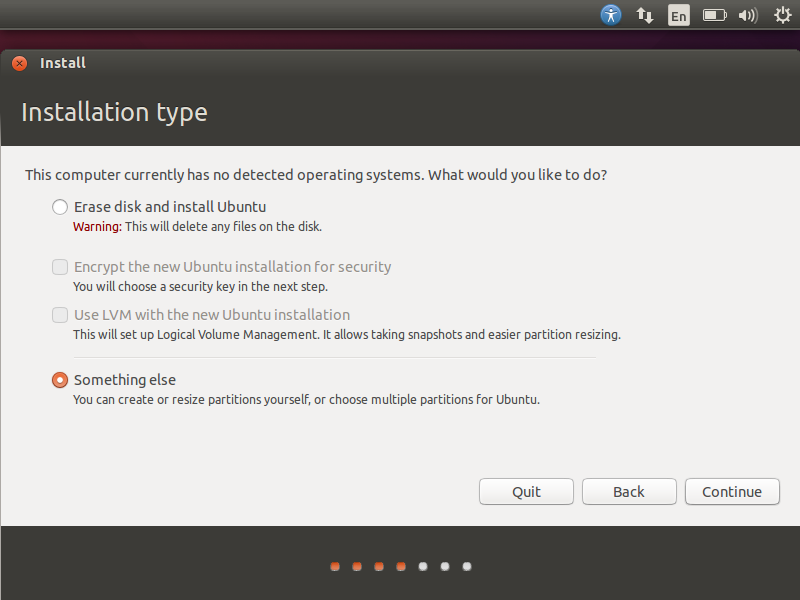 En
Install
Installation type
This computer currently has no detected operating systems. What would you like to do?
Erase disk and install Ubuntu
Warning: This will delete any files on the disk.
Encrypt the new Ubuntu installation for security
You will choose a security key in the next step.
Use LVM with the new Ubuntu installation
This will set up Logical Volume Management. It allows taking snapshots and easier partition resizing.
Something else
You can create or resize partitions yourself, or choose multiple partitions for Ubuntu.
Quit Back Continue